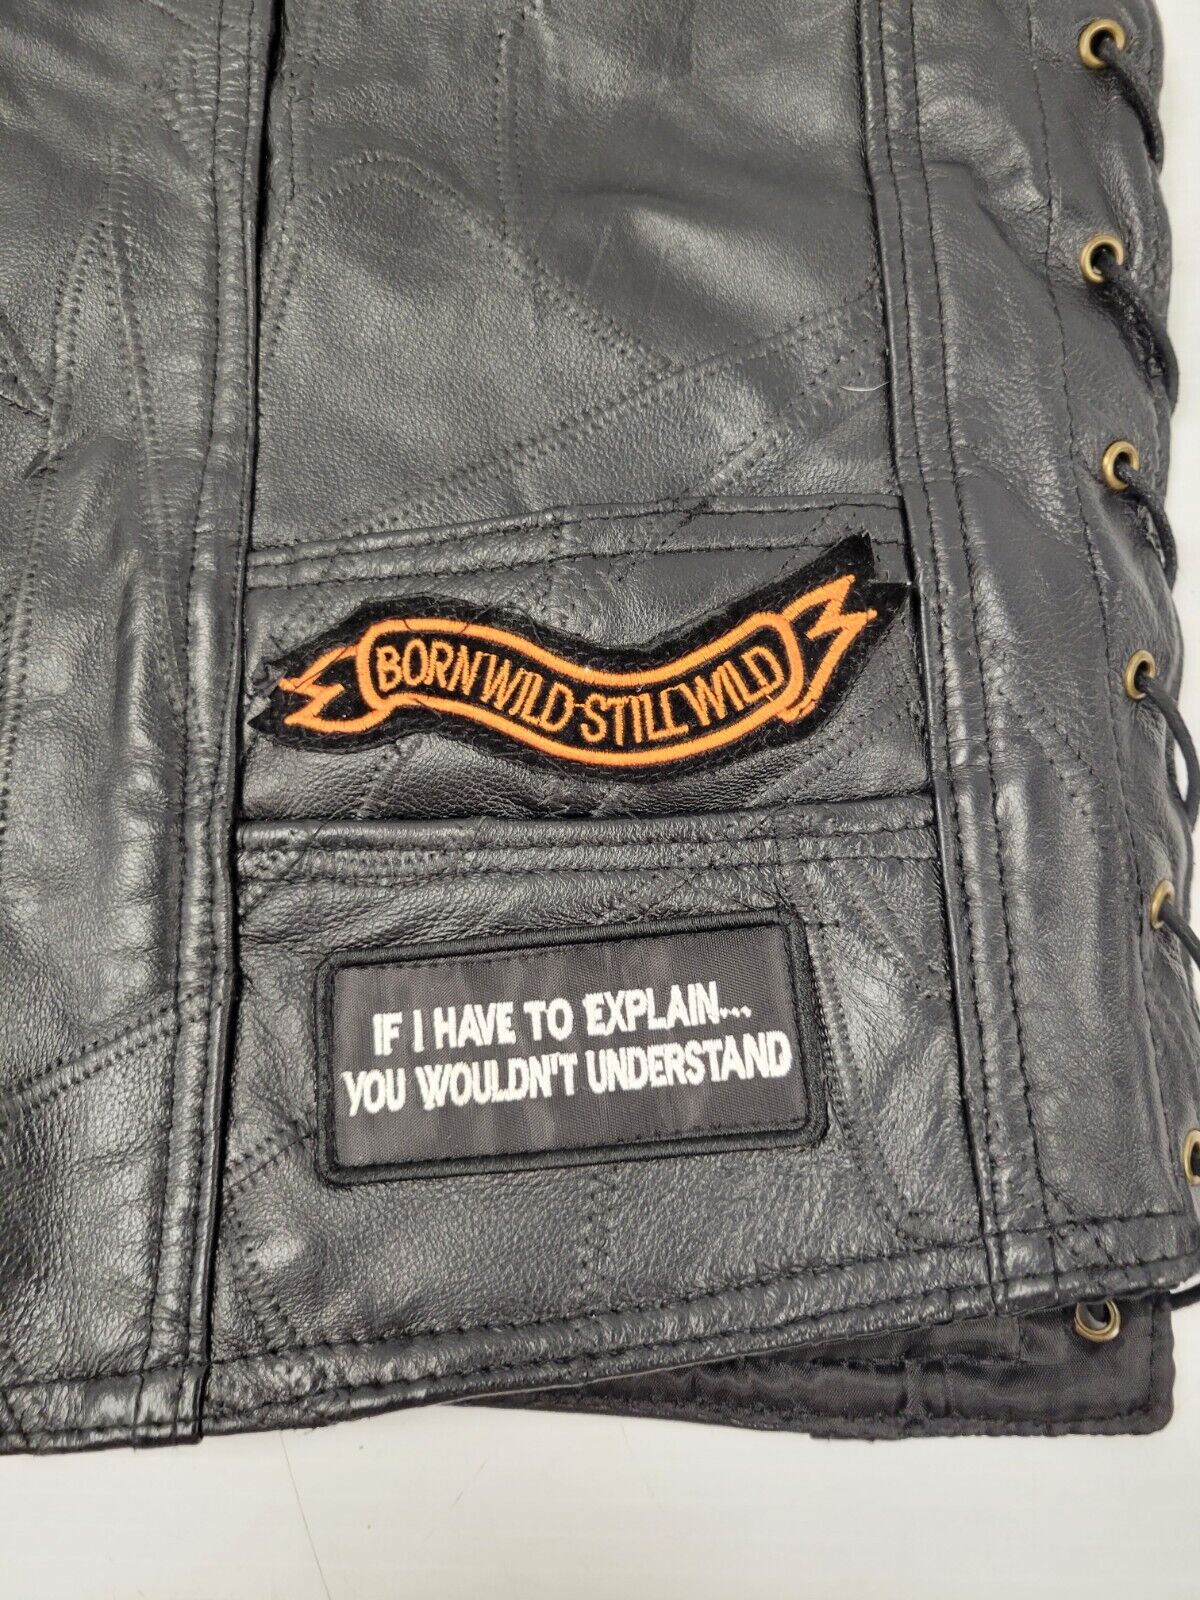 BORN WILD-STILL WILD
IF I HAVE TO EXPLAIN...
YOU WOULDN'T UNDERSTAND